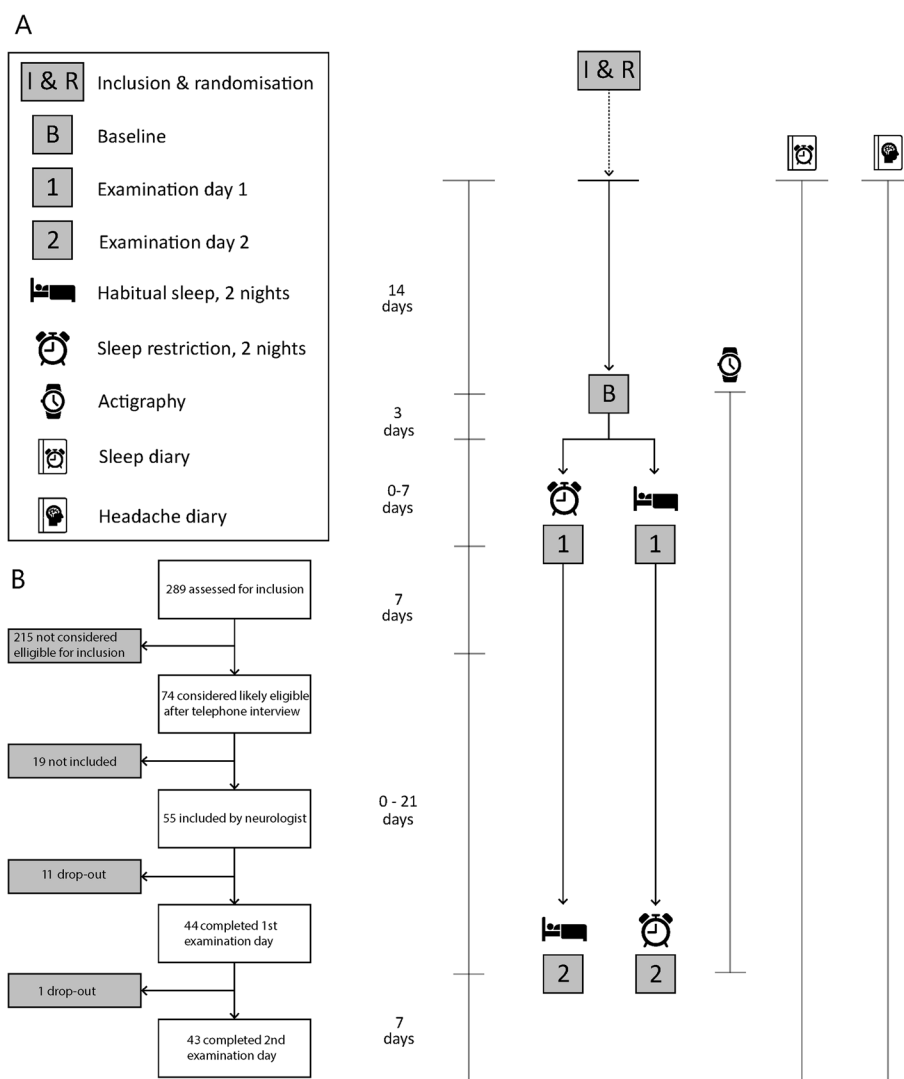 A
I & R
Inclusion & randomisation
B
Baseline
1
Examination day 1
2
Examination day 2
Habitual sleep, 2 nights
Sleep restriction, 2 nights
Actigraphy
Sleep diary
Headache diary
I & R
14
days
B
3
days
0-7
days
1
1
7
days
0 - 21
days
2
2
7
days
B
289 assessed for inclusion
215 not considered
elligible for inclusion
74 considered likely eligible
after telephone interview
19 not included
55 included by neurologist
11 drop-out
44 completed 1st
examination day
1 drop-out
43 completed 2nd
examination day